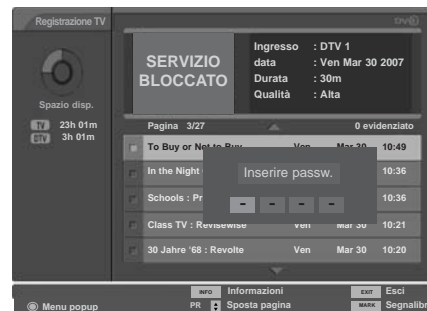 Registrazione TV
DVR
SERVIZIO
BLOCCATO
Ingresso : DTV 1
data : Ven Mar 30 2007
Durata : 30m
Qualità : Alta
Spazio disp.
TV 23h 01m
DTV 3h 01m
Pagina 3/27
0 evidenziato
To Buy or Not to Buy Ven Mar 30 10:49
In the Night 10:36
Inserire passw.
Schools : Pr 10:36
- - - -
Class TV : Revisewise Ven Mar 30 10:21
30 Jahre '68 : Revolte Ven Mar 30 10:20
INFO Informazioni
EXIT Esci
Menu popup
PR Sposta pagina
MARK Segnalibr